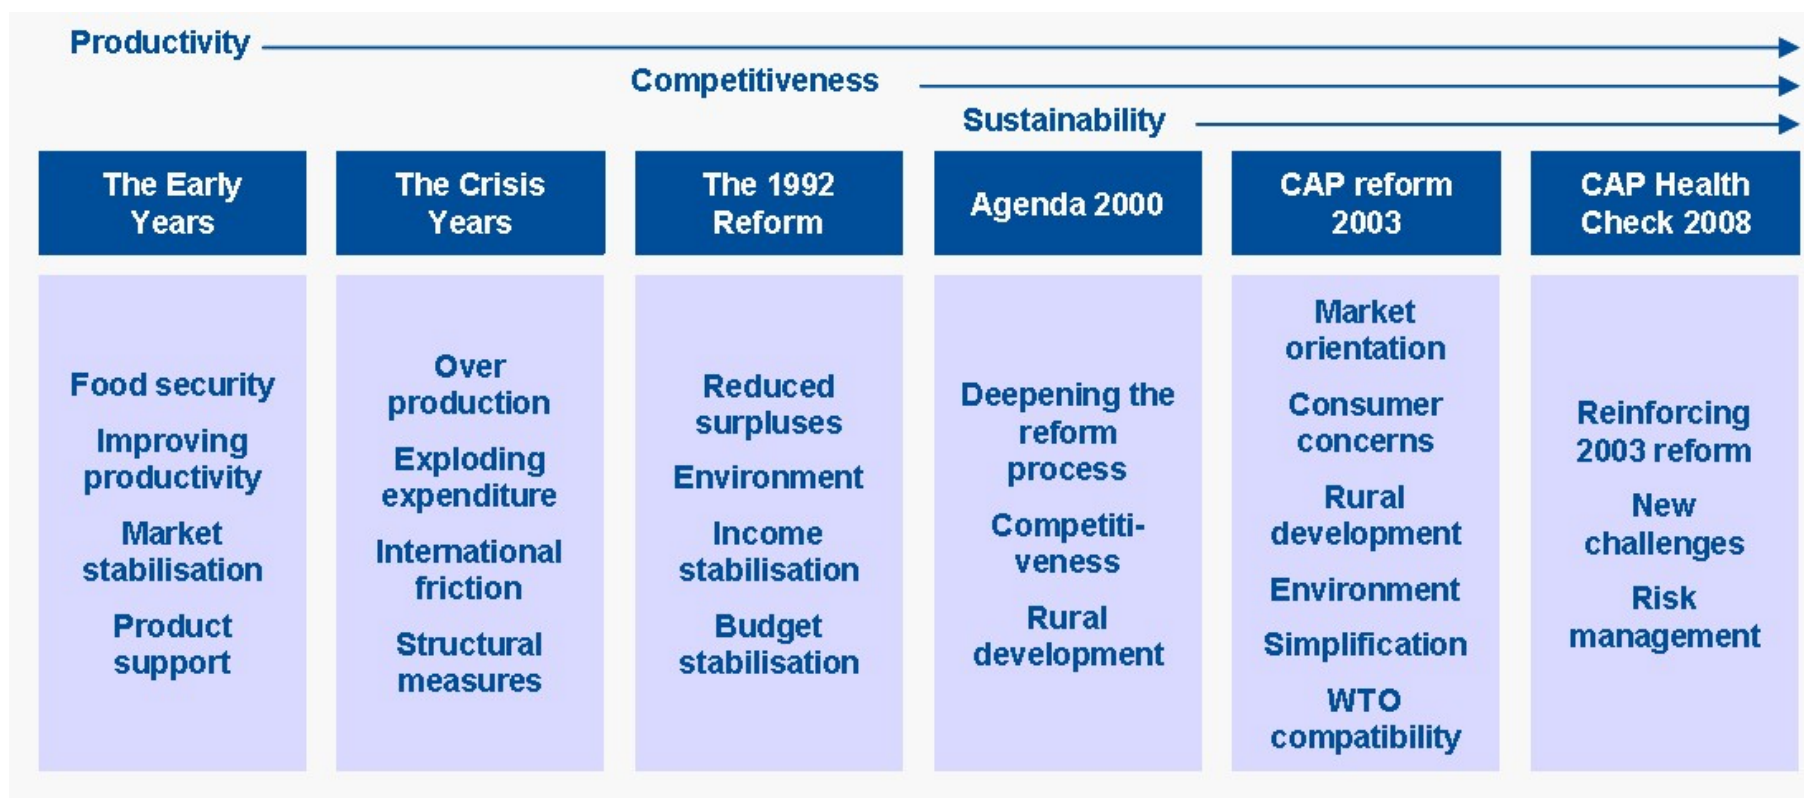 Productivity
Competitiveness
Sustainability
The Early
Years
Food security
Improving
productivity
Market
stabilisation
Product
support
The Crisis
Years
Over
production
Exploding
expenditure
International
friction
Structural
measures
The 1992
Reform
Reduced
surpluses
Environment
Income
stabilisation
Budget
stabilisation
Agenda 2000
Deepening the
reform
process
Competiti-
veness
Rural
development
CAP reform
2003
Market
orientation
Consumer
concerns
Rural
development
Environment
Simplification
WTO
compatibility
CAP Health
Check 2008
Reinforcing
2003 reform
New
challenges
Risk
management